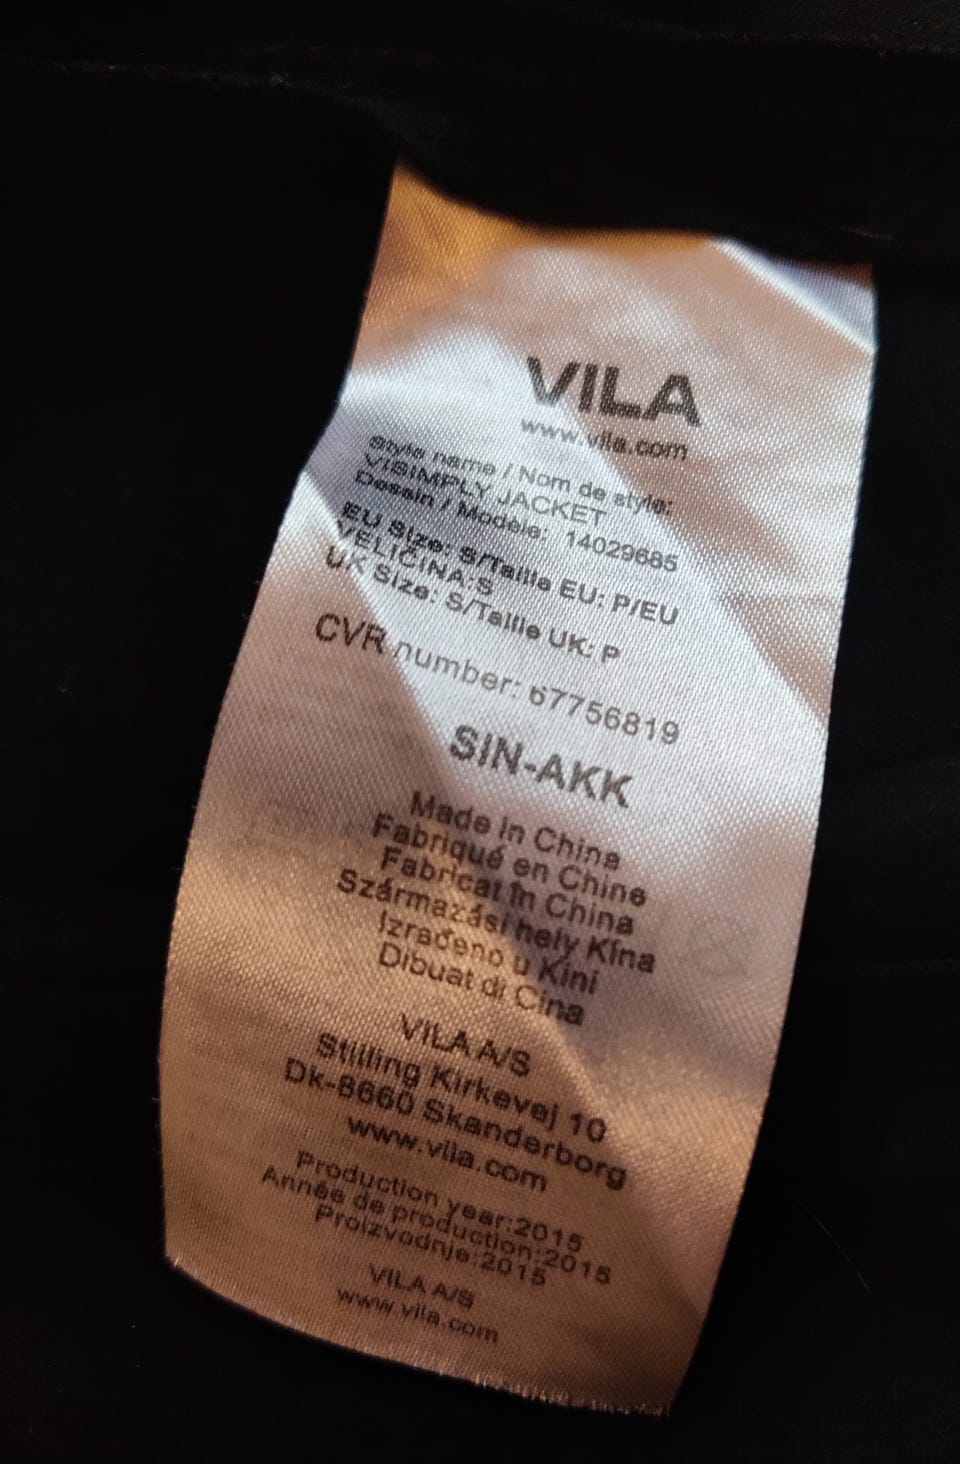 VILA
www.vila.com
Style name / Nom de style:
VISIMPLY JACKET
Dessin / Modèle: 14029685
EU Size: S/Taille EU: P/EU
VELIČINA:S
UK Size: S/Taille UK: P
CVR number: 67756819
SIN-AKK
Made in China
Fabriqué en Chine
Fabricat în China
Származási hely Kína
Izrađeno u Kini
Dibuat di Cina
VILA A/S
Stilling Kirkevej 10
Dk-8660 Skanderborg
www.vila.com
Production year:2015
Année de production:2015
Proizvodnje:2015
VILA A/S
www.vila.com